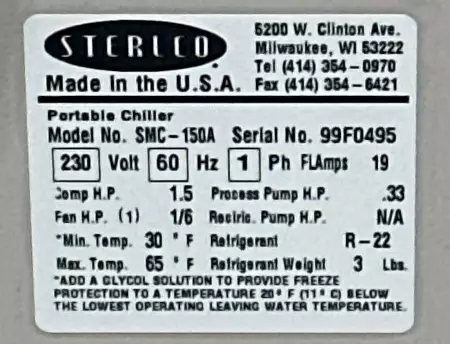 STERLCO
5200 W. Clinton Ave.
Milwaukee, WI 53222
Tel (414) 354-0970
Made in the U.S.A. Fax (414) 354-6421
Portable Chiller
Model No. SMC-150A Serial No. 99F0495
230 Volt 60 Hz 1 Ph FLAmps 19
Comp H.P. 1.5 Process Pump H.P. .33
Fan H.P. (1) 1/6 Recirc. Pump H.P. N/A
*Min. Temp. 30 ° F Refrigerant R-22
Max. Temp. 65 ° F Refrigerant Weight 3 Lbs.
*ADD A GLYCOL SOLUTION TO PROVIDE FREEZE
PROTECTION TO A TEMPERATURE 20° F (11° C) BELOW
THE LOWEST OPERATING LEAVING WATER TEMPERATURE.